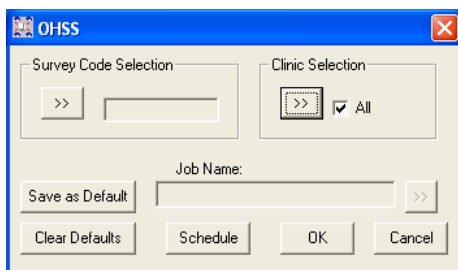 OHSS
Survey Code Selection
Clinic Selection
>>
>>
All
Job Name:
Save as Default
>>
Clear Defaults
Schedule
OK
Cancel